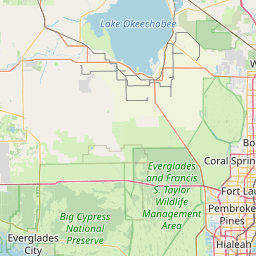 Lake Okeechobee
W
Bo
Coral Spring
Everglades
and Francis
S. Taylor
Wildlife
Management
Area
Fort Lau
Pembroke
Pines
Big Cypress
National
Preserve
Everglades
City
Hialeah